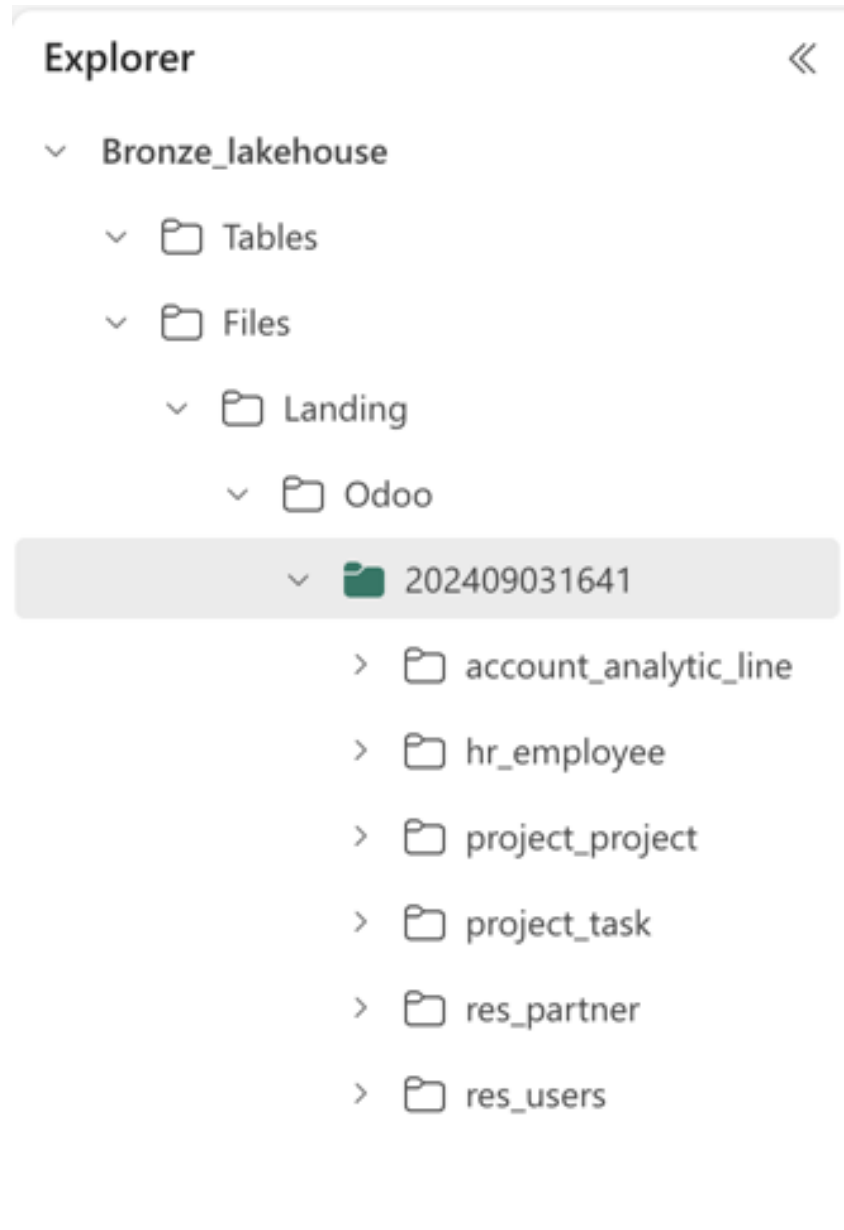 Explorer
Bronze_lakehouse
Tables
Files
Landing
Odoo
202409031641
account_analytic_line
hr_employee
project_project
project_task
res_partner
res_users